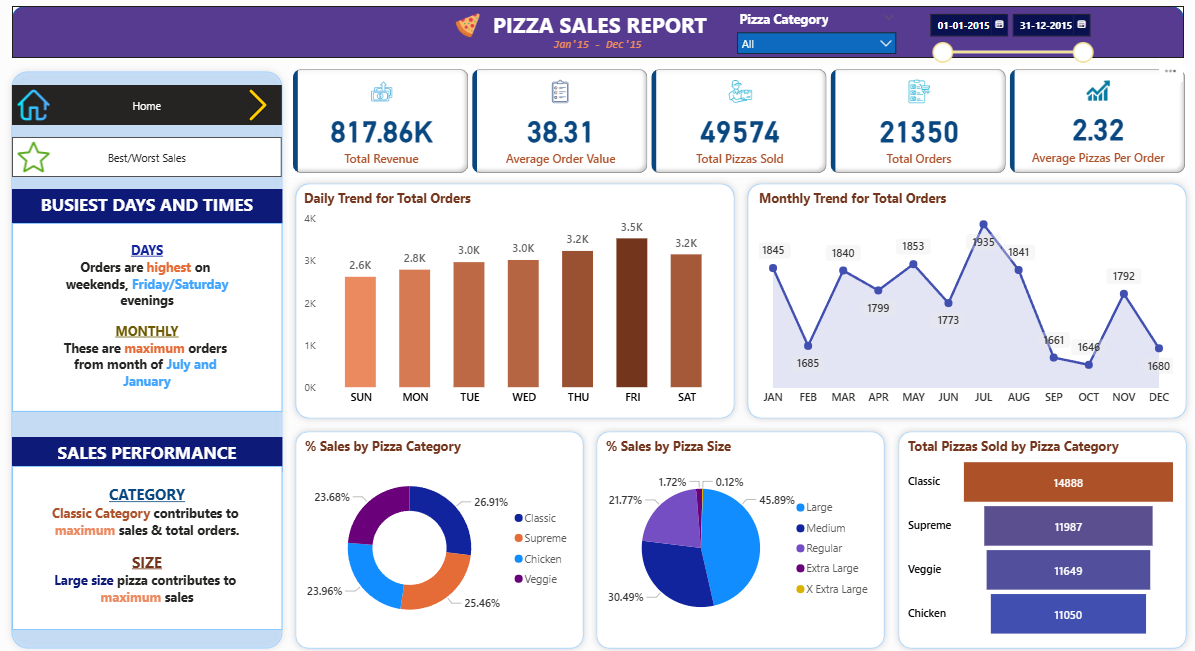 PIZZA SALES REPORT
Jan'15 - Dec'15
Pizza Category
All
01-01-2015
31-12-2015
Home
Best/Worst Sales
BUSIEST DAYS AND TIMES
DAYS
Orders are highest on
weekends, Friday/Saturday
evenings
MONTHLY
These are maximum orders
from month of July and
January
SALES PERFORMANCE
CATEGORY
Classic Category contributes to
maximum sales & total orders.
SIZE
Large size pizza contributes to
maximum sales
817.86K
Total Revenue
38.31
Average Order Value
49574
Total Pizzas Sold
21350
Total Orders
2.32
Average Pizzas Per Order
Daily Trend for Total Orders
4K
3K
2K
1K
0K
2.6K
2.8K
3.0K
3.0K
3.2K
3.5K
3.2K
SUN
MON
TUE
WED
THU
FRI
SAT
Monthly Trend for Total Orders
1845
1685
1840
1799
1853
1773
1935
1841
1661
1646
1792
1680
JAN
FEB
MAR
APR
MAY
JUN
JUL
AUG
SEP
OCT
NOV
DEC
% Sales by Pizza Category
23.68%
26.91%
23.96%
25.46%
Classic
Supreme
Chicken
Veggie
% Sales by Pizza Size
1.72%
0.12%
21.77%
45.89%
30.49%
Large
Medium
Regular
Extra Large
X Extra Large
Total Pizzas Sold by Pizza Category
Classic
14888
Supreme
11987
Veggie
11649
Chicken
11050